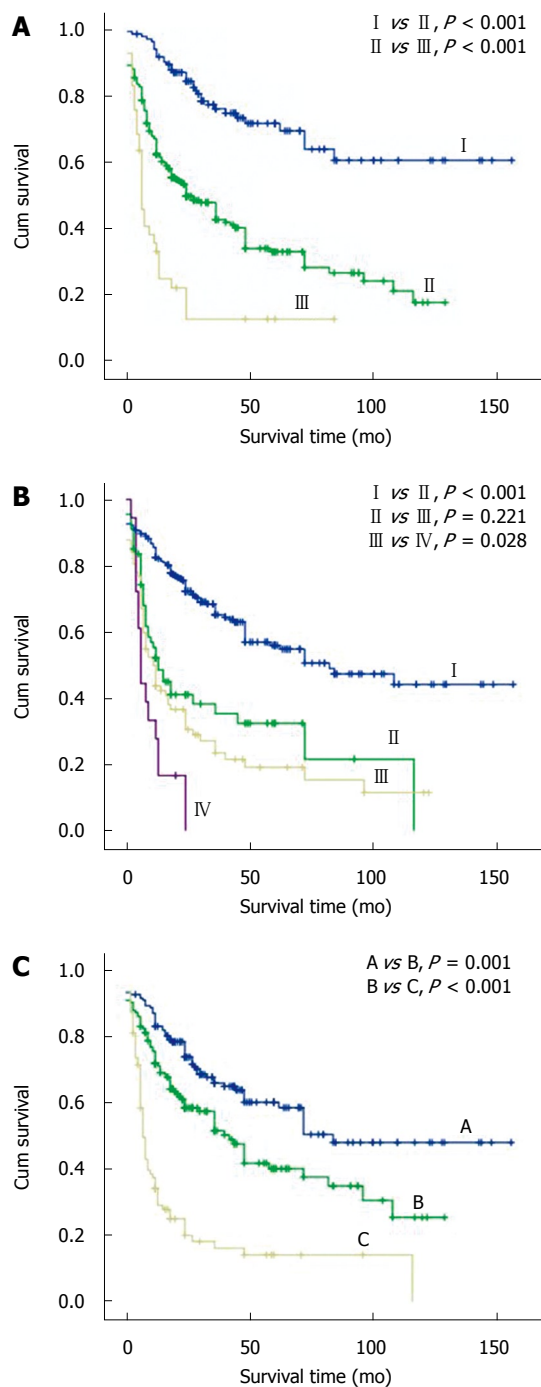 A
Ⅰ vs Ⅱ, P < 0.001
Ⅱ vs Ⅲ, P < 0.001
1.0
0.8
0.6
0.4
0.2
0.0
Cum survival
Ⅰ
Ⅱ
Ⅲ
0 50 100 150
Survival time (mo)
B
Ⅰ vs Ⅱ, P < 0.001
Ⅱ vs Ⅲ, P = 0.221
Ⅲ vs Ⅳ, P = 0.028
1.0
0.8
0.6
0.4
0.2
0.0
Cum survival
Ⅰ
Ⅱ
Ⅲ
Ⅳ
0 50 100 150
Survival time (mo)
C
A vs B, P = 0.001
B vs C, P < 0.001
1.0
0.8
0.6
0.4
0.2
0.0
Cum survival
A
B
C
0 50 100 150
Survival time (mo)